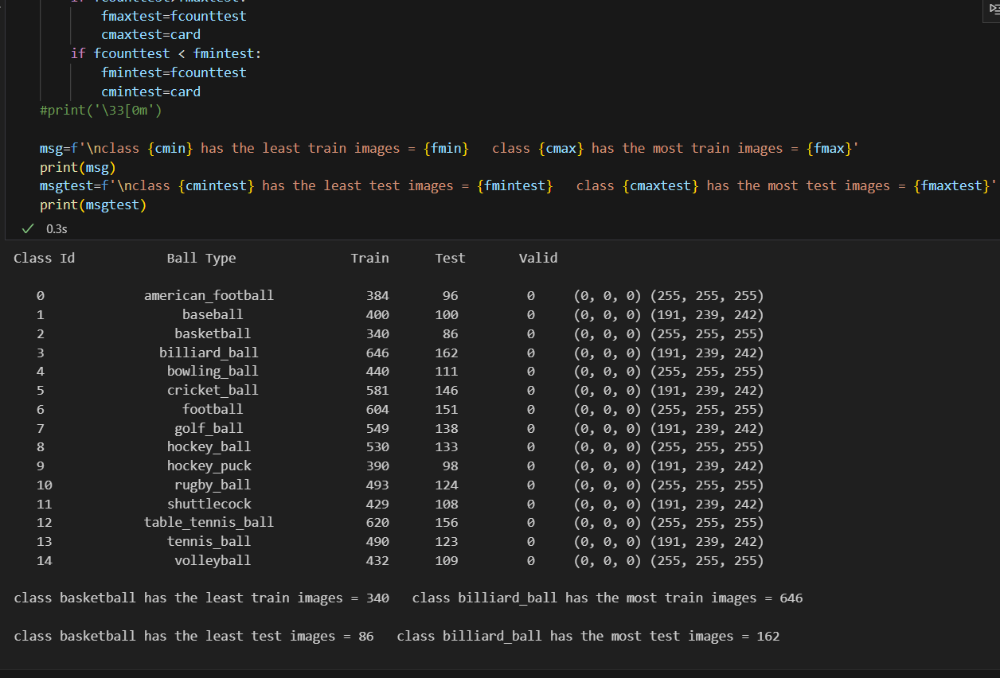 fmaxtest=fcounttest
cmaxtest=card
if fcounttest < fmintest:
fmintest=fcounttest
cmintest=card
#print('\33[0m')
msg=f'\nclass {cmin} has the least train images = {fmin}   class {cmax} has the most train images = {fmax}'
print(msg)
msgtest=f'\nclass {cmintest} has the least test images = {fmintest}   class {cmaxtest} has the most test images = {fmaxtest}'
print(msgtest)
0.3s
Class Id Ball Type Train Test Valid
0 american_football 384 96 0 (0, 0, 0) (255, 255, 255)
1 baseball 400 100 0 (0, 0, 0) (191, 239, 242)
2 basketball 340 86 0 (0, 0, 0) (255, 255, 255)
3 billiard_ball 646 162 0 (0, 0, 0) (191, 239, 242)
4 bowling_ball 440 111 0 (0, 0, 0) (255, 255, 255)
5 cricket_ball 581 146 0 (0, 0, 0) (191, 239, 242)
6 football 604 151 0 (0, 0, 0) (255, 255, 255)
7 golf_ball 549 138 0 (0, 0, 0) (191, 239, 242)
8 hockey_ball 530 133 0 (0, 0, 0) (255, 255, 255)
9 hockey_puck 390 98 0 (0, 0, 0) (191, 239, 242)
10 rugby_ball 493 124 0 (0, 0, 0) (255, 255, 255)
11 shuttlecock 429 108 0 (0, 0, 0) (191, 239, 242)
12 table_tennis_ball 620 156 0 (0, 0, 0) (255, 255, 255)
13 tennis_ball 490 123 0 (0, 0, 0) (191, 239, 242)
14 volleyball 432 109 0 (0, 0, 0) (255, 255, 255)
class basketball has the least train images = 340   class billiard_ball has the most train images = 646
class basketball has the least test images = 86   class billiard_ball has the most test images = 162